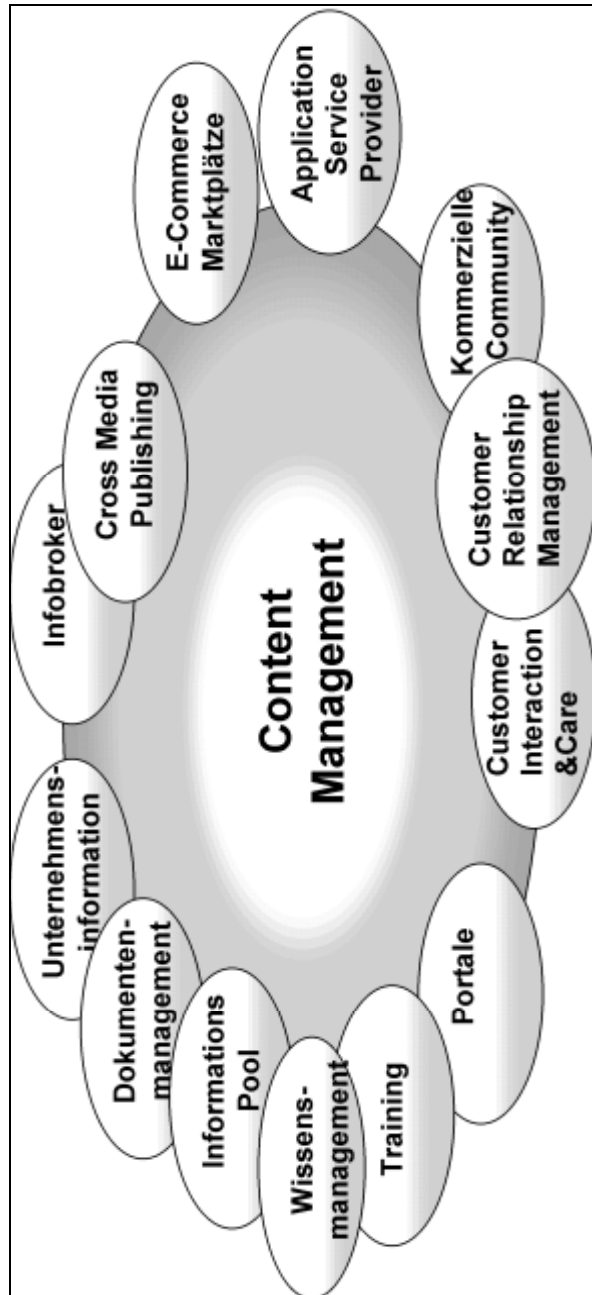 Unternehmens-
information
Infobroker
Cross Media
Publishing
E-Commerce
Marktplätze
Application
Service
Provider
Dokumenten-
management
Informations
Pool
Content
Management
Wissens-
management
Training
Portale
Customer
Interaction
&Care
Customer
Relationship
Management
Kommerzielle
Community